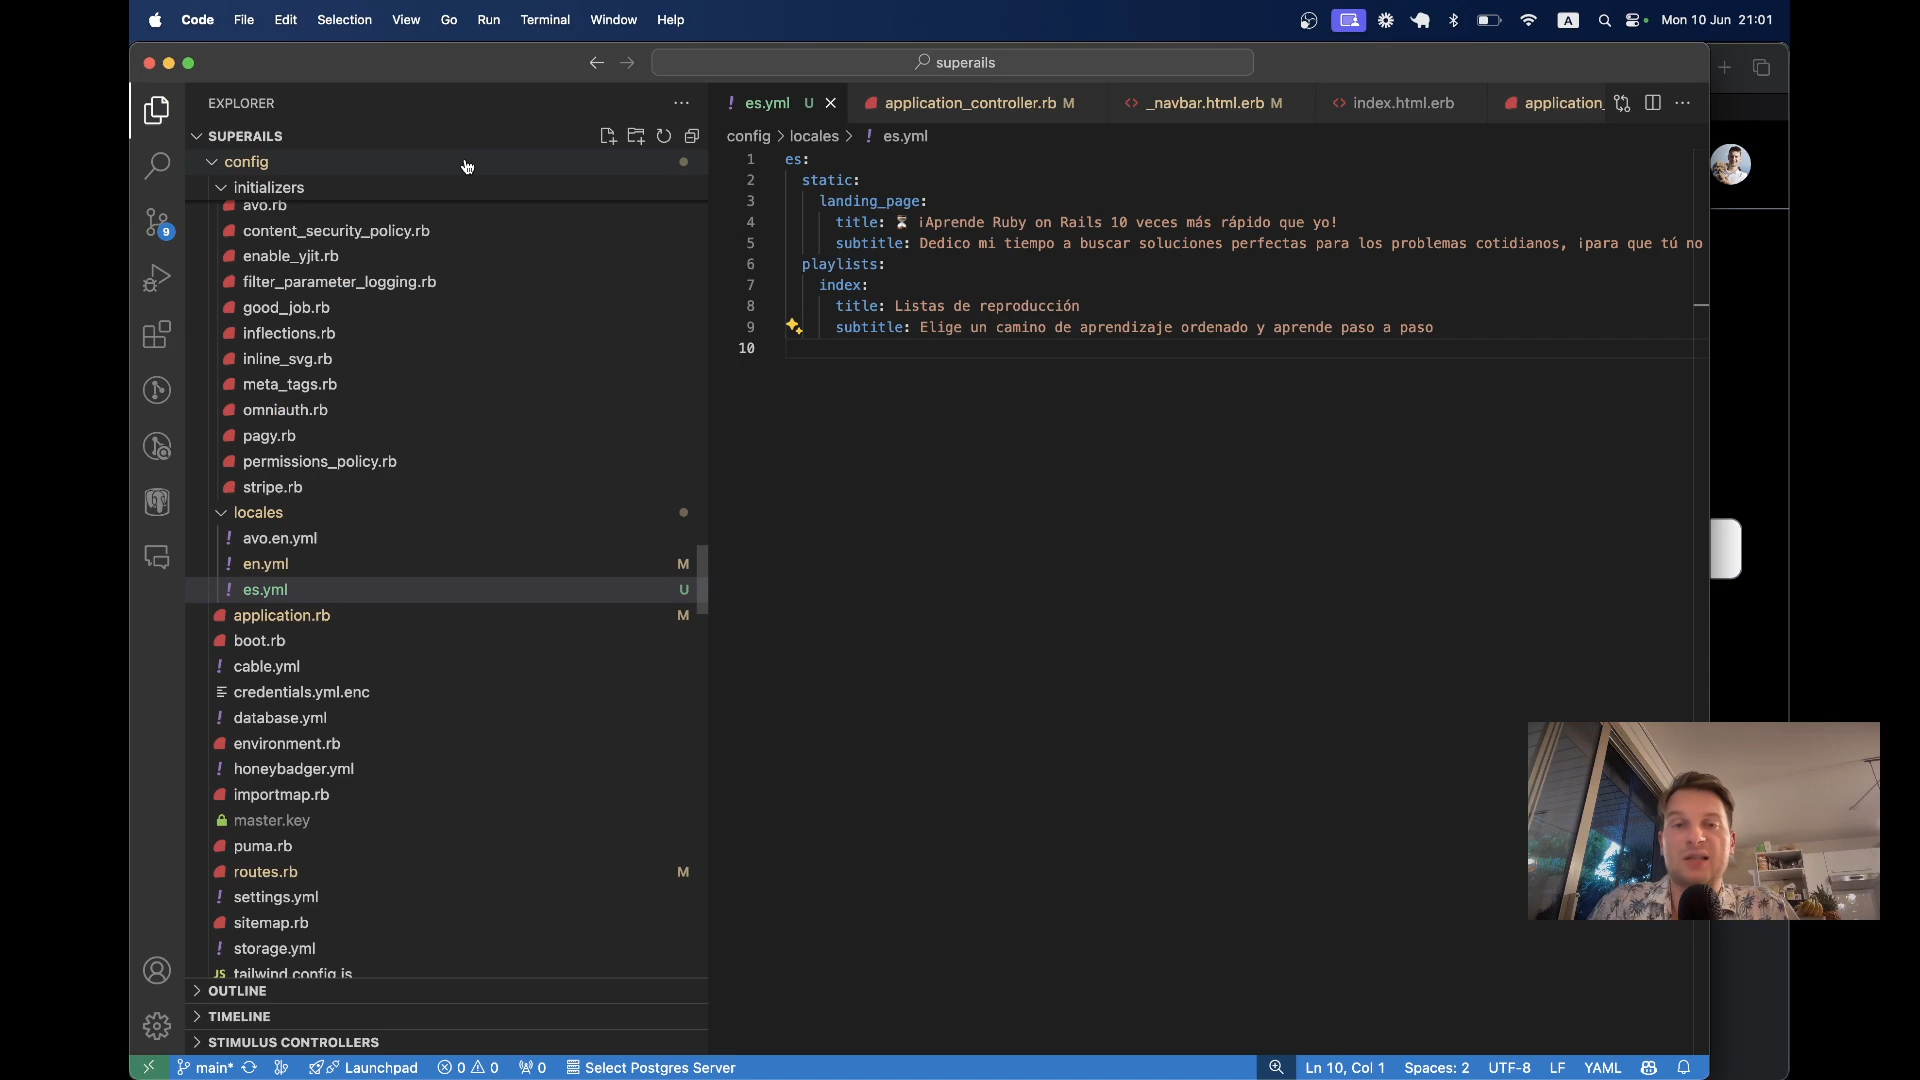 Code File Edit Selection View Go Run Terminal Window Help
A Mon 10 Jun 21:01
superails
EXPLORER
SUPERAILS
config
initializers
avo.rb
content_security_policy.rb
enable_yjit.rb
filter_parameter_logging.rb
good_job.rb
inflections.rb
inline_svg.rb
meta_tags.rb
omniauth.rb
pagy.rb
permissions_policy.rb
stripe.rb
locales
! avo.en.yml
! en.yml M
! es.yml U
application.rb M
boot.rb
! cable.yml
credentials.yml.enc
! database.yml
environment.rb
! honeybadger.yml
importmap.rb
master.key
puma.rb
routes.rb M
! settings.yml
sitemap.rb
! storage.yml
JS tailwind.config.js
OUTLINE
TIMELINE
STIMULUS CONTROLLERS
9
! es.yml U application_controller.rb M <> _navbar.html.erb M <> index.html.erb application
config > locales > ! es.yml
1 es:
2 static:
3 landing_page:
4 title: ⌛ ¡Aprende Ruby on Rails 10 veces más rápido que yo!
5 subtitle: Dedico mi tiempo a buscar soluciones perfectas para los problemas cotidianos, ¡para que tú no
6 playlists:
7 index:
8 title: Listas de reproducción
9 subtitle: Elige un camino de aprendizaje ordenado y aprende paso a paso
10
main* Launchpad 0 0 0 Select Postgres Server
Ln 10, Col 1 Spaces: 2 UTF-8 LF YAML